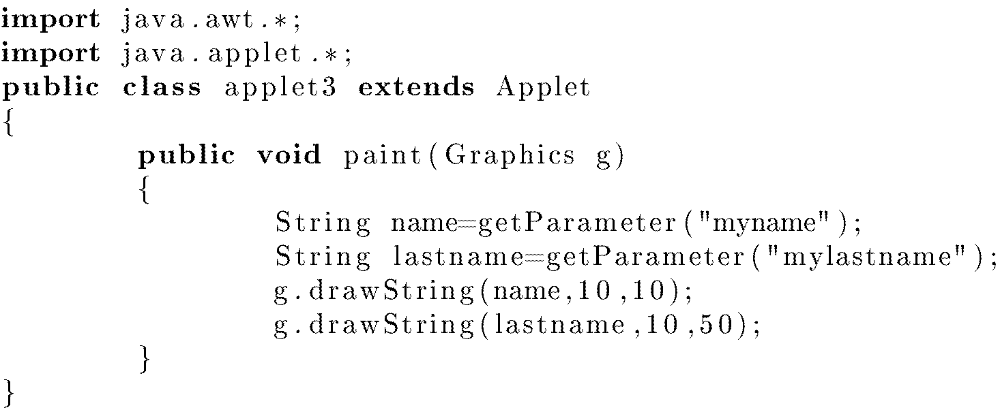 import java.awt.*;
import java.applet.*;
public class applet3 extends Applet
{
        public void paint(Graphics g)
        {
                String name=getParameter("myname");
                String lastname=getParameter("mylastname");
                g.drawString(name,10,10);
                g.drawString(lastname,10,50);
        }
}